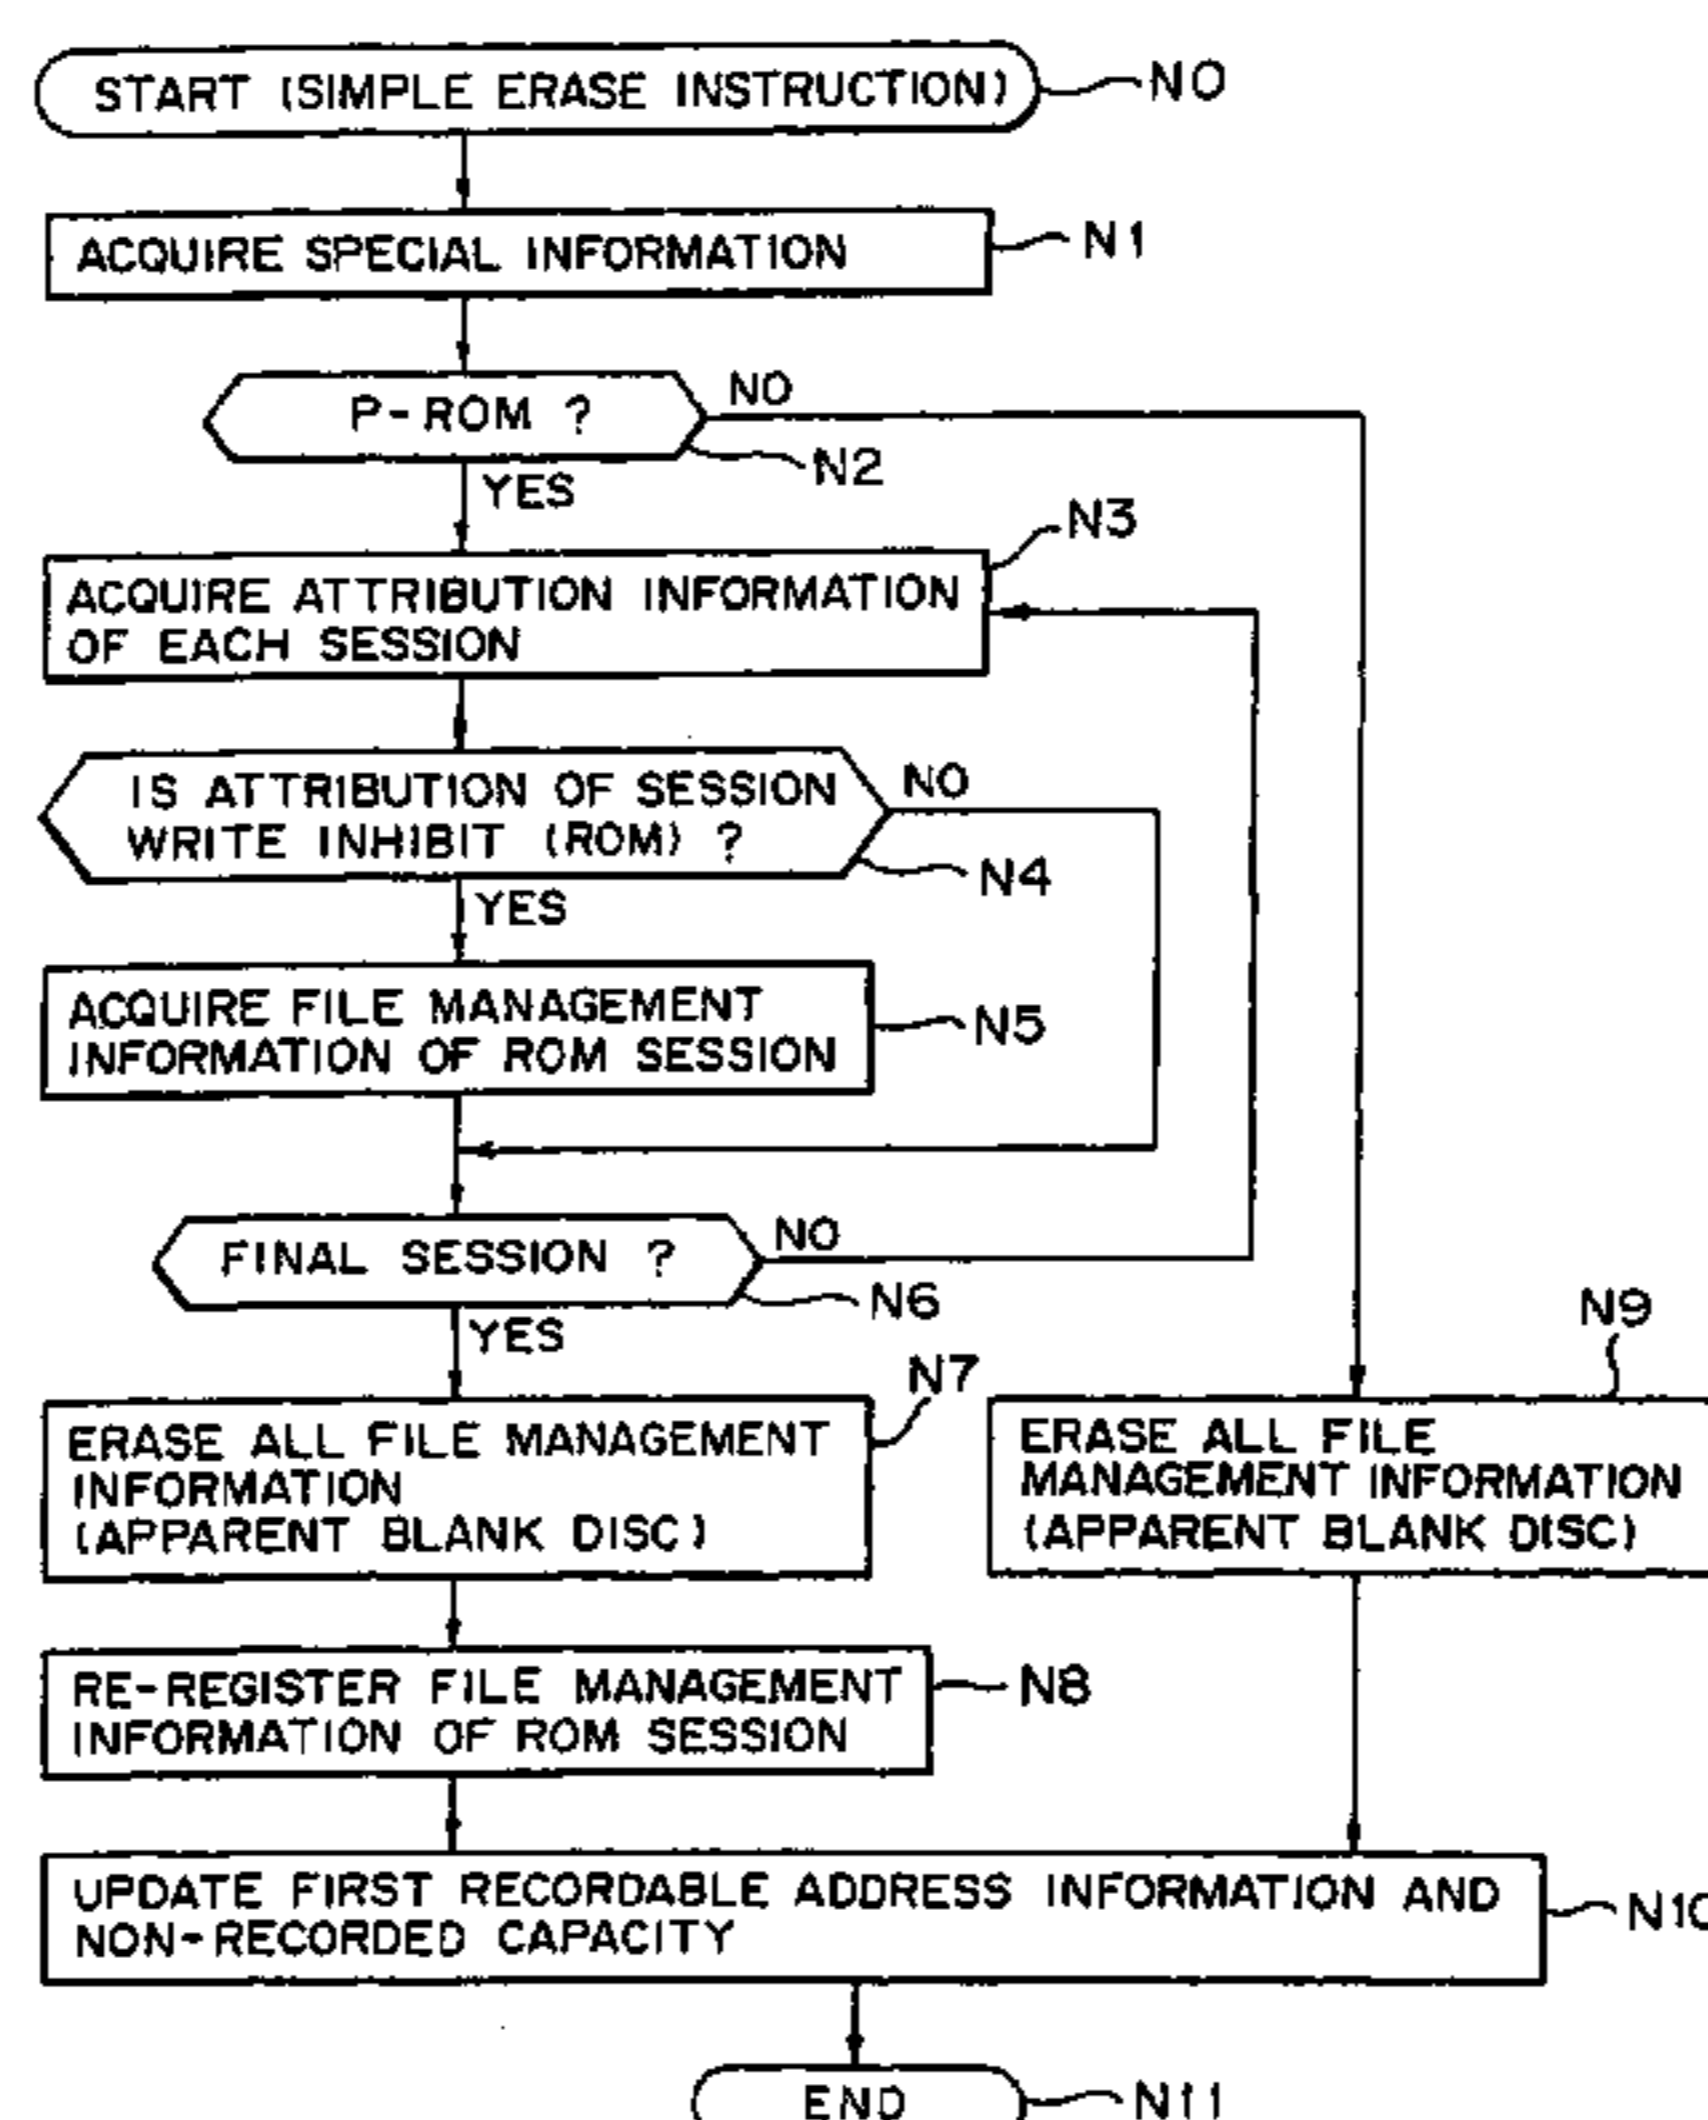 START (SIMPLE ERASE INSTRUCTION)
N0
ACQUIRE SPECIAL INFORMATION
N1
P-ROM ?
NO
N2
YES
N3
ACQUIRE ATTRIBUTION INFORMATION
OF EACH SESSION
IS ATTRIBUTION OF SESSION
WRITE INHIBIT (ROM) ?
NO
N4
YES
ACQUIRE FILE MANAGEMENT
INFORMATION OF ROM SESSION
N5
FINAL SESSION ?
NO
N6
YES
N7
ERASE ALL FILE MANAGEMENT
INFORMATION
(APPARENT BLANK DISC)
N9
ERASE ALL FILE
MANAGEMENT INFORMATION
(APPARENT BLANK DISC)
RE-REGISTER FILE MANAGEMENT
INFORMATION OF ROM SESSION
N8
UPDATE FIRST RECORDABLE ADDRESS INFORMATION AND
NON-RECORDED CAPACITY
N10
END
N11